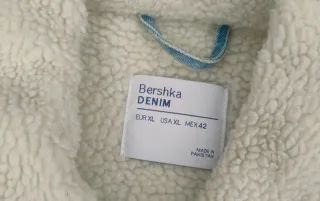 Bershka
DENIM
EUR XL USA XL MEX 42
MADE IN
PAKISTAN